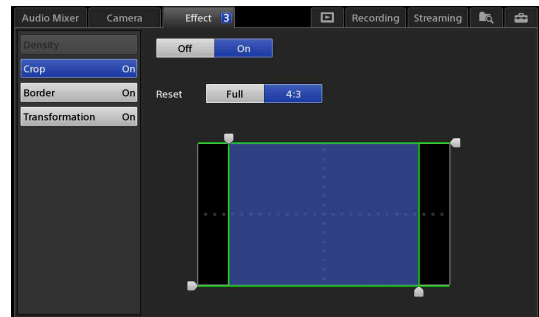 Audio Mixer Camera Effect 3 Recording Streaming
Density
Crop On
Border On
Transformation On
Off On
Reset Full 4:3